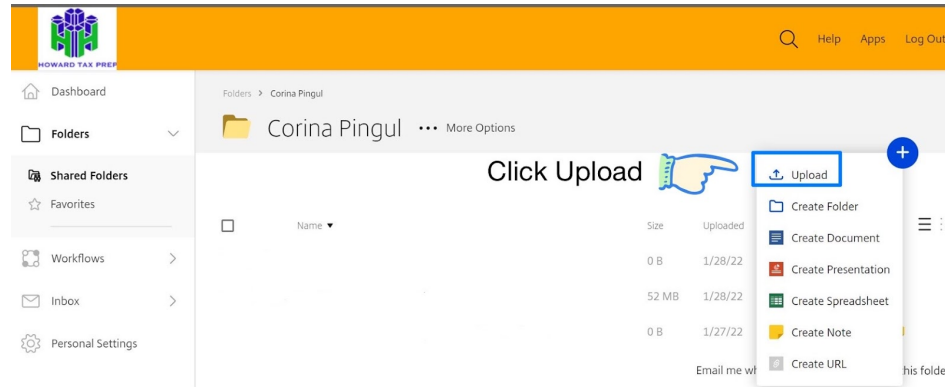 HOWARD TAX PREP
Help Apps Log Out
Dashboard
Folders
Shared Folders
Favorites
Workflows
Inbox
Personal Settings
Folders > Corina Pingul
Corina Pingul ••• More Options
Click Upload
Upload
Create Folder
Create Document
Create Presentation
Create Spreadsheet
Create Note
Create URL
Name Size Uploaded
0 B 1/28/22
52 MB 1/28/22
0 B 1/27/22
Email me his folde